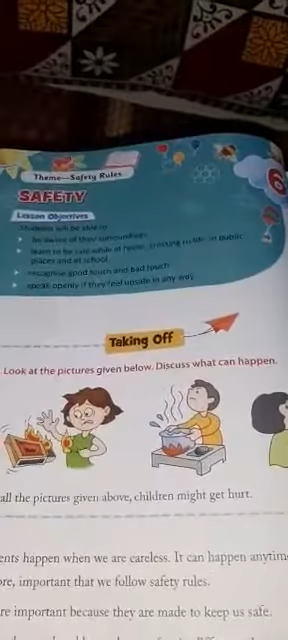 6
Theme—Safety Rules
SAFETY
Lesson Objectives
Students will be able to
be aware of their surroundings.
learn to be safe while at home, crossing roads, in public
places and at school.
recognise good touch and bad touch.
speak openly if they feel unsafe in any way.
Taking Off
Look at the pictures given below. Discuss what can happen.
all the pictures given above, children might get hurt.
ents happen when we are careless. It can happen anytim
ore, important that we follow safety rules.
re important because they are made to keep us safe.